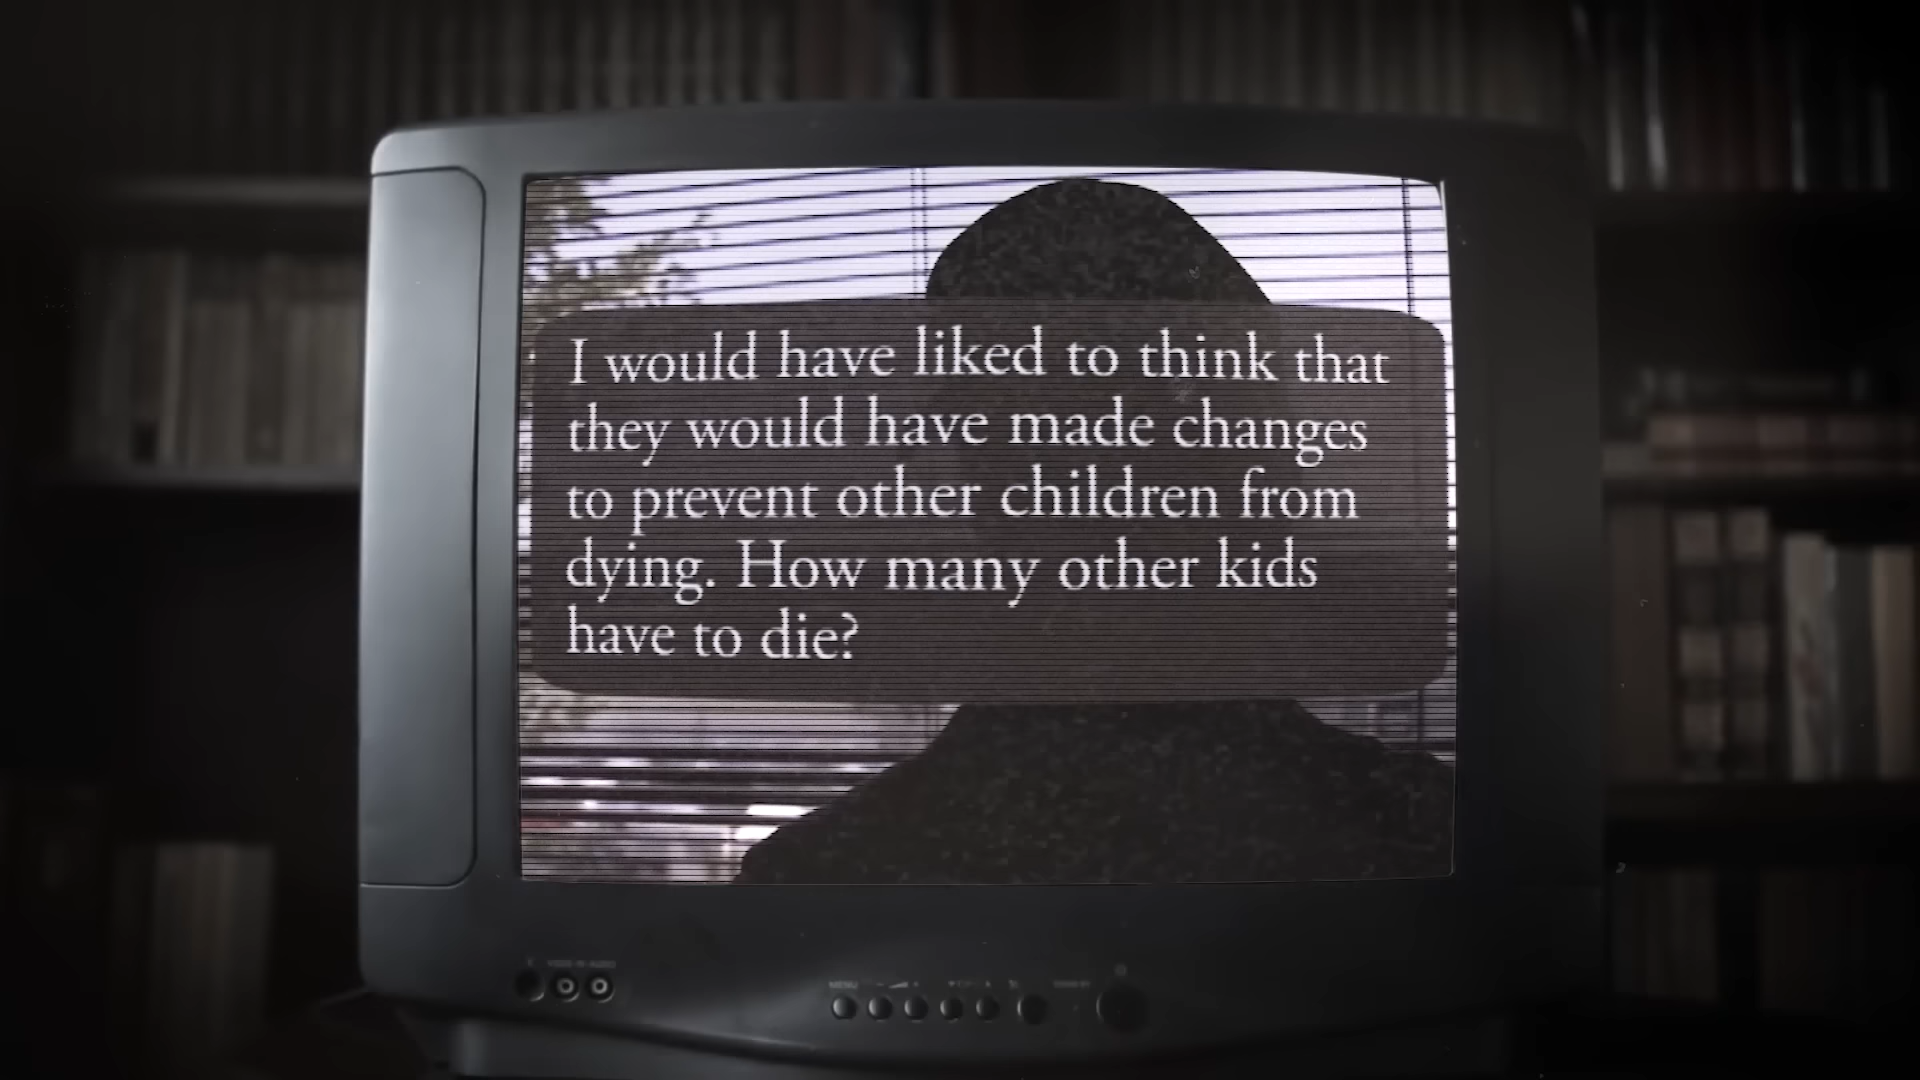 I would have liked to think that
they would have made changes
to prevent other children from
dying. How many other kids
have to die?
MENU